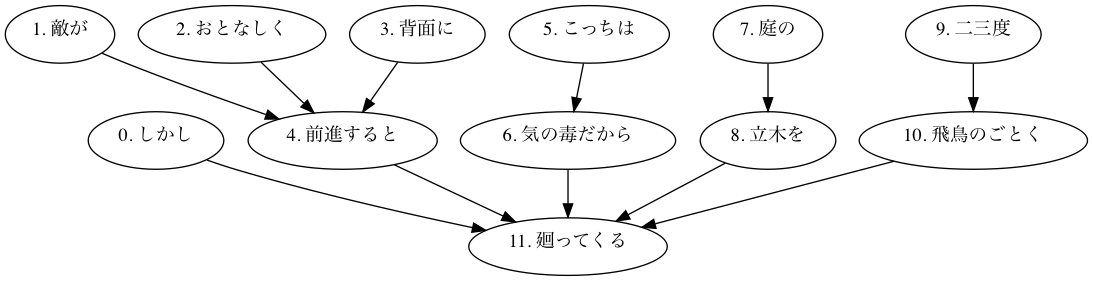 1. 敵が
2. おとなしく
3. 背面に
5. こっちは
7. 庭の
9. 二三度
0. しかし
4. 前進すると
6. 気の毒だから
8. 立木を
10. 飛鳥のごとく
11. 廻ってくる